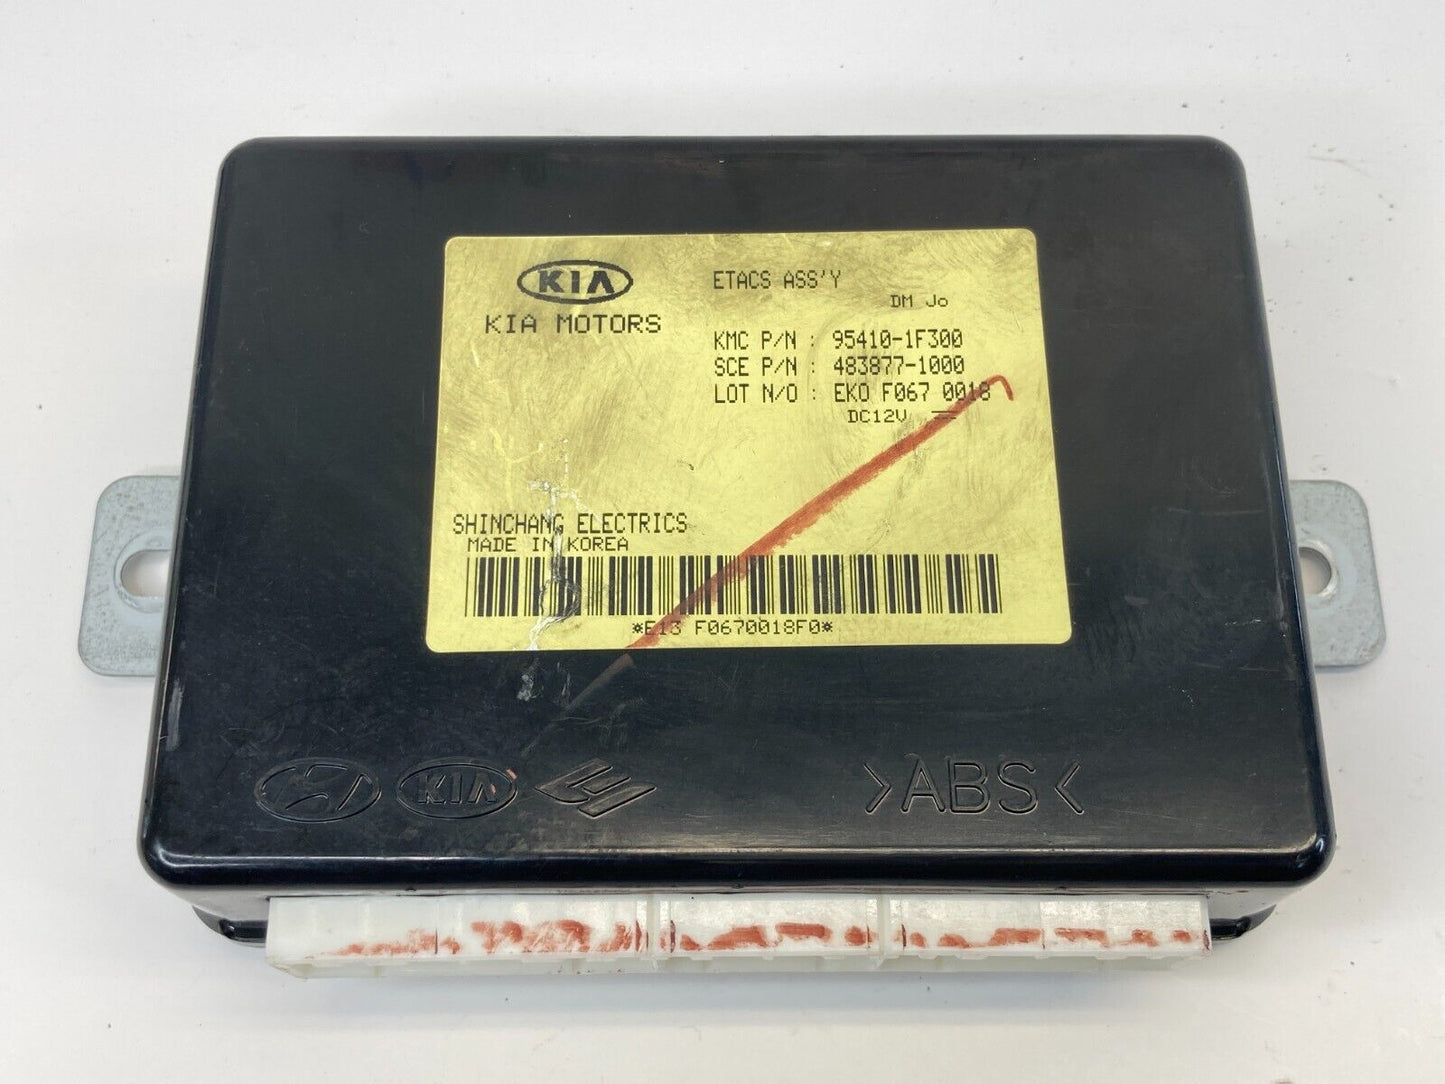 KIA
KIA MOTORS
ETACS ASS'Y
DM Jo
KMC P/N : 95410-1F300
SCE P/N : 483877-1000
LOT N/O : EKO F067 0018
DC12V
SHINCHANG ELECTRICS
MADE IN KOREA
*E13 F0670018F0*
KIA
>ABS<